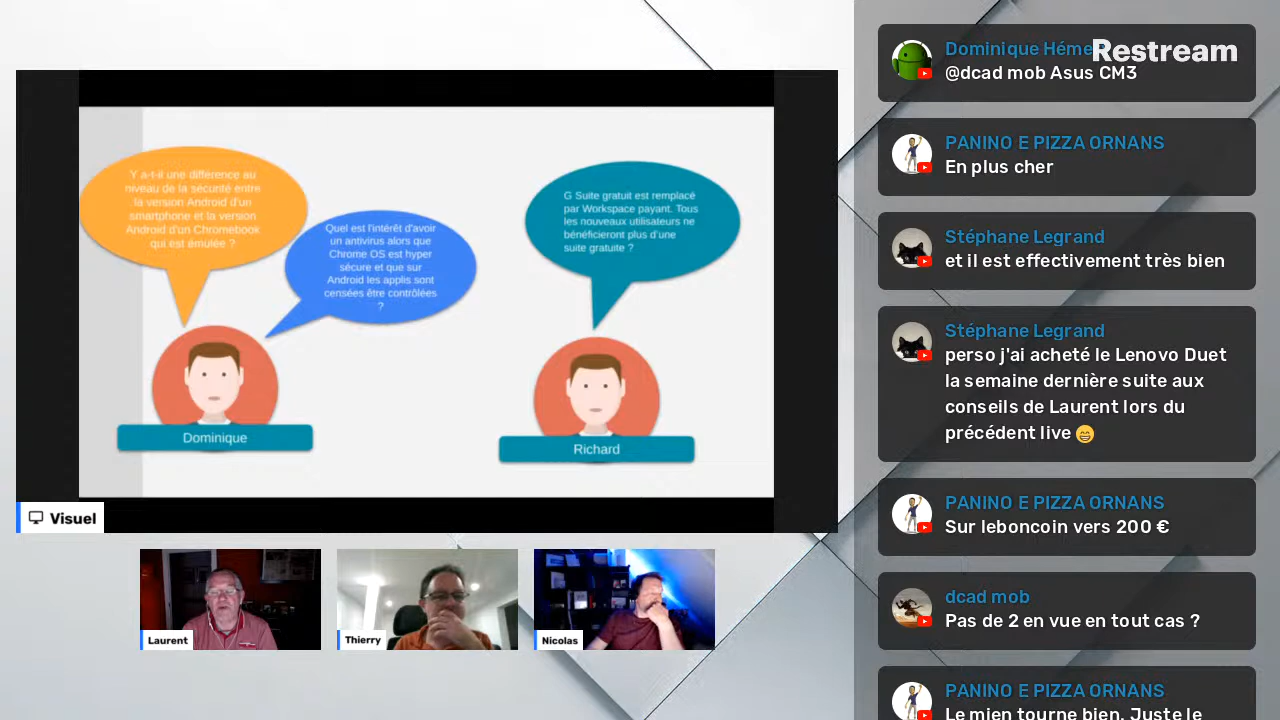 Y a-t-il une différence au
niveau de la sécurité entre
la version Android d'un
smartphone et la version
Android d'un Chromebook
qui est émulée ?
Quel est l'intérêt d'avoir
un antivirus alors que
Chrome OS est hyper
sécure et que sur
Android les applis sont
censées être contrôlées
?
G Suite gratuit est remplacé
par Workspace payant. Tous
les nouveaux utilisateurs ne
bénéficieront plus d'une
suite gratuite ?
Dominique
Richard
Visuel
Laurent
Thierry
Nicolas
Restream
Dominique Héme
@dcad mob Asus CM3
PANINO E PIZZA ORNANS
En plus cher
Stéphane Legrand
et il est effectivement très bien
Stéphane Legrand
perso j'ai acheté le Lenovo Duet
la semaine dernière suite aux
conseils de Laurent lors du
précédent live 😄
PANINO E PIZZA ORNANS
Sur leboncoin vers 200 €
dcad mob
Pas de 2 en vue en tout cas ?
PANINO E PIZZA ORNANS
Le mien tourne bien. Juste le